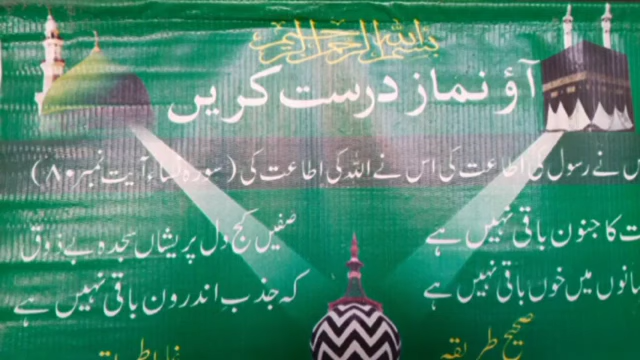 بسم اللہ الرحمن الرحیم
آؤ نماز درست کریں
نے رسول کی اطاعت کی اس نے اللہ کی اطاعت کی (سورہ نساء، آیت نمبر ۸۰)
کا جنون باقی نہیں ہے
صفیں کج دل پریشاں سجدہ بے ذوق
میں خوں باقی نہیں ہے
کہ جذبِ اندرون باقی نہیں ہے
صحیح طریقہ